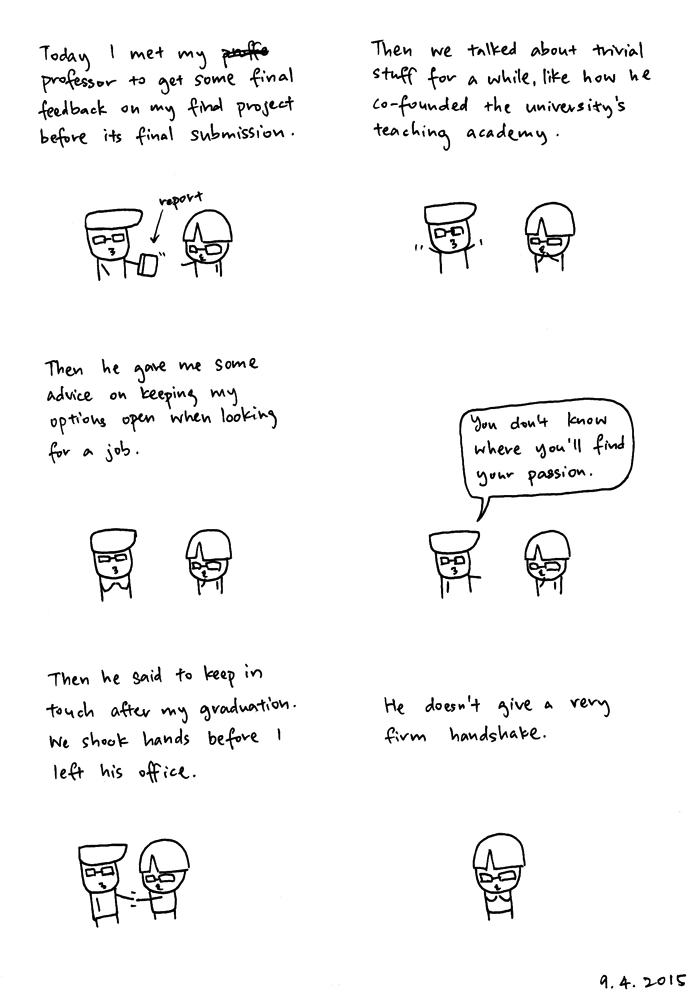 Today I met my
professor to get some final
feedback on my final project
before its final submission.
report
Then we talked about trivial
stuff for a while, like how he
co-founded the university's
teaching academy.
Then he gave me some
advice on keeping my
options open when looking
for a job.
You don't know
where you'll find
your passion.
Then he said to keep in
touch after my graduation.
We shook hands before I
left his office.
He doesn't give a very
firm handshake.
9.4.2015